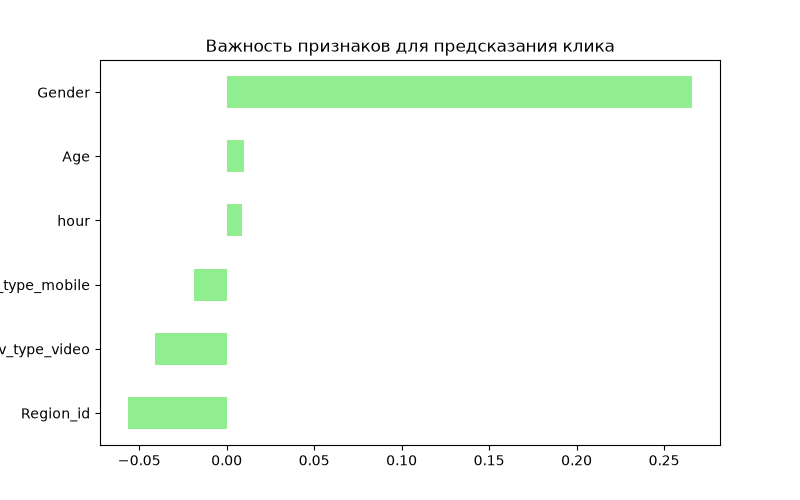 Важность признаков для предсказания клика
Gender
Age
hour
_type_mobile
v_type_video
Region_id
−0.05 0.00 0.05 0.10 0.15 0.20 0.25